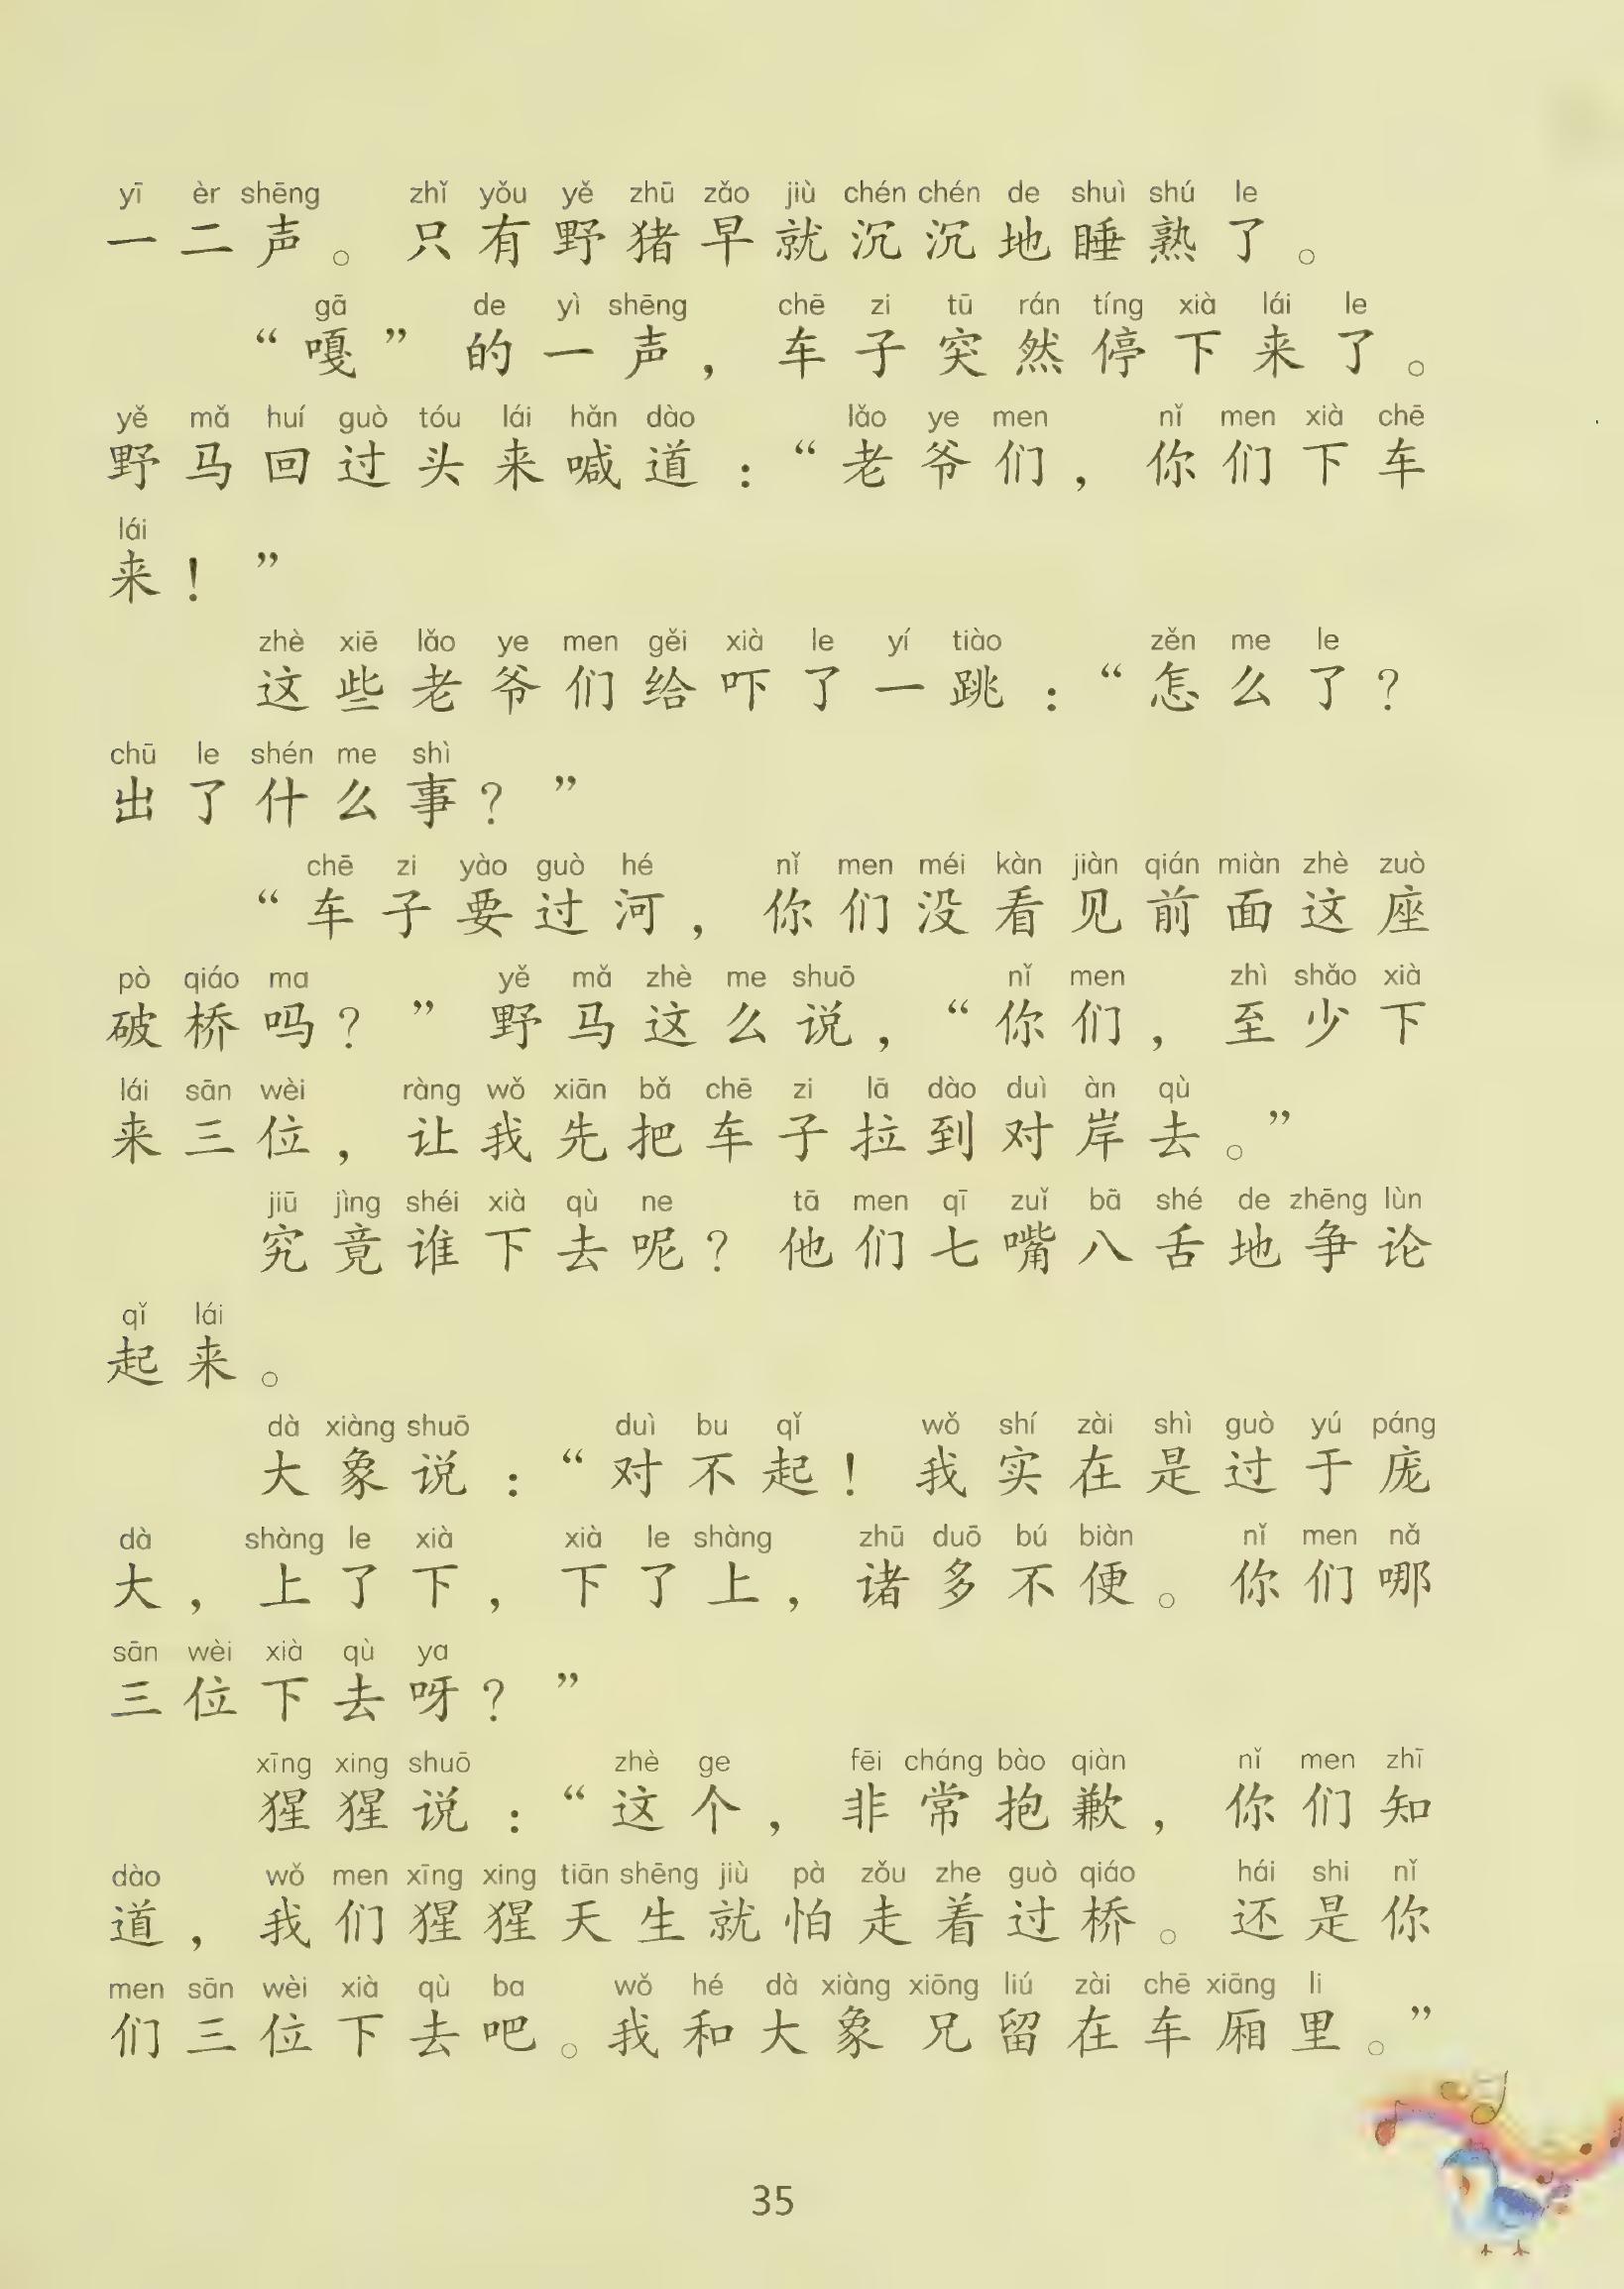 yī èr shēng zhǐ yǒu yě zhū zǎo jiù chén chén de shuì shú le
一二声。只有野猪早就沉沉地睡熟了。
gā de yì shēng chē zi tū rán tíng xià lái le
“嘎”的一声，车子突然停下来了。
yě mǎ huí guò tóu lái hǎn dào lǎo ye men nǐ men xià chē
野马回过头来喊道：“老爷们，你们下车
lái
来！”
zhè xiē lǎo ye men gěi xià le yí tiào zěn me le
这些老爷们给吓了一跳：“怎么了？
chū le shén me shì
出了什么事？”
chē zi yào guò hé nǐ men méi kàn jiàn qián miàn zhè zuò
“车子要过河，你们没看见前面这座
pò qiáo ma yě mǎ zhè me shuō nǐ men zhì shǎo xià
破桥吗？”野马这么说，“你们，至少下
lái sān wèi ràng wǒ xiān bǎ chē zi lā dào duì àn qù
来三位，让我先把车子拉到对岸去。”
jiū jìng shéi xià qù ne tā men qī zuǐ bā shé de zhēng lùn
究竟谁下去呢？他们七嘴八舌地争论
qǐ lái
起来。
dà xiàng shuō duì bu qǐ wǒ shí zài shì guò yú páng
大象说：“对不起！我实在是过于庞
dà shàng le xià xià le shàng zhū duō bú biàn nǐ men nǎ
大，上了下，下了上，诸多不便。你们哪
sān wèi xià qù ya
三位下去呀？”
xīng xing shuō zhè ge fēi cháng bào qiàn nǐ men zhī
猩猩说：“这个，非常抱歉，你们知
dào wǒ men xīng xing tiān shēng jiù pà zǒu zhe guò qiáo hái shi nǐ
道，我们猩猩天生就怕走着过桥。还是你
men sān wèi xià qù ba wǒ hé dà xiàng xiōng liú zài chē xiāng li
们三位下去吧。我和大象兄留在车厢里。”
35